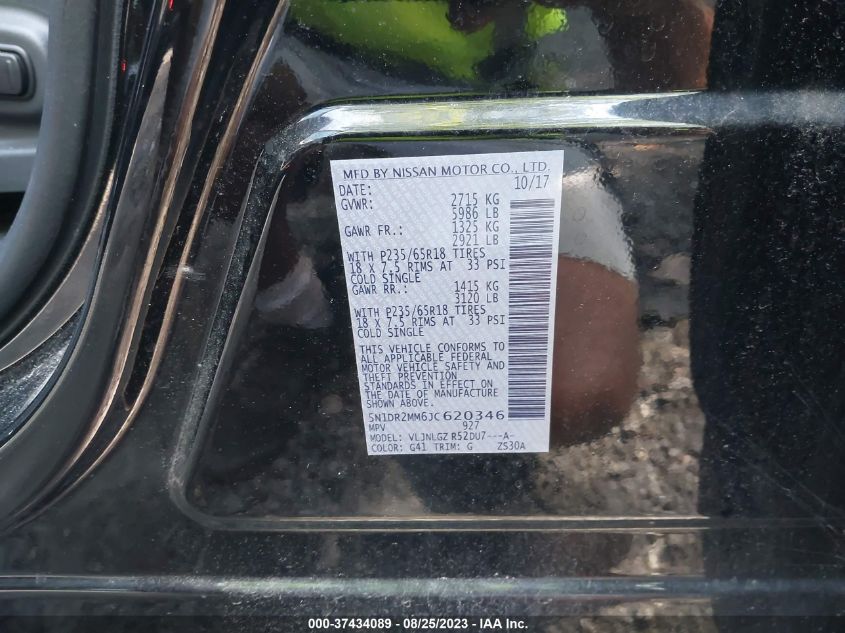 MFD BY NISSAN MOTOR CO., LTD.
DATE: 10/17
GVWR: 2715 KG
5986 LB
GAWR FR.: 1325 KG
2921 LB
WITH P235/65R18 TIRES
18 X 7.5 RIMS AT 33 PSI
COLD SINGLE
GAWR RR.: 1415 KG
3120 LB
WITH P235/65R18 TIRES
18 X 7.5 RIMS AT 33 PSI
COLD SINGLE
THIS VEHICLE CONFORMS TO
ALL APPLICABLE FEDERAL
MOTOR VEHICLE SAFETY AND
THEFT PREVENTION
STANDARDS IN EFFECT ON
THE DATE OF MANUFACTURE
SHOWN ABOVE.
5N1DR2MM6JC620346
MPV 927
MODEL: VLJNLGZ R52DU7---A-
COLOR: G41 TRIM: G ZS30A
000-37434089 - 08/25/2023 - IAA Inc.